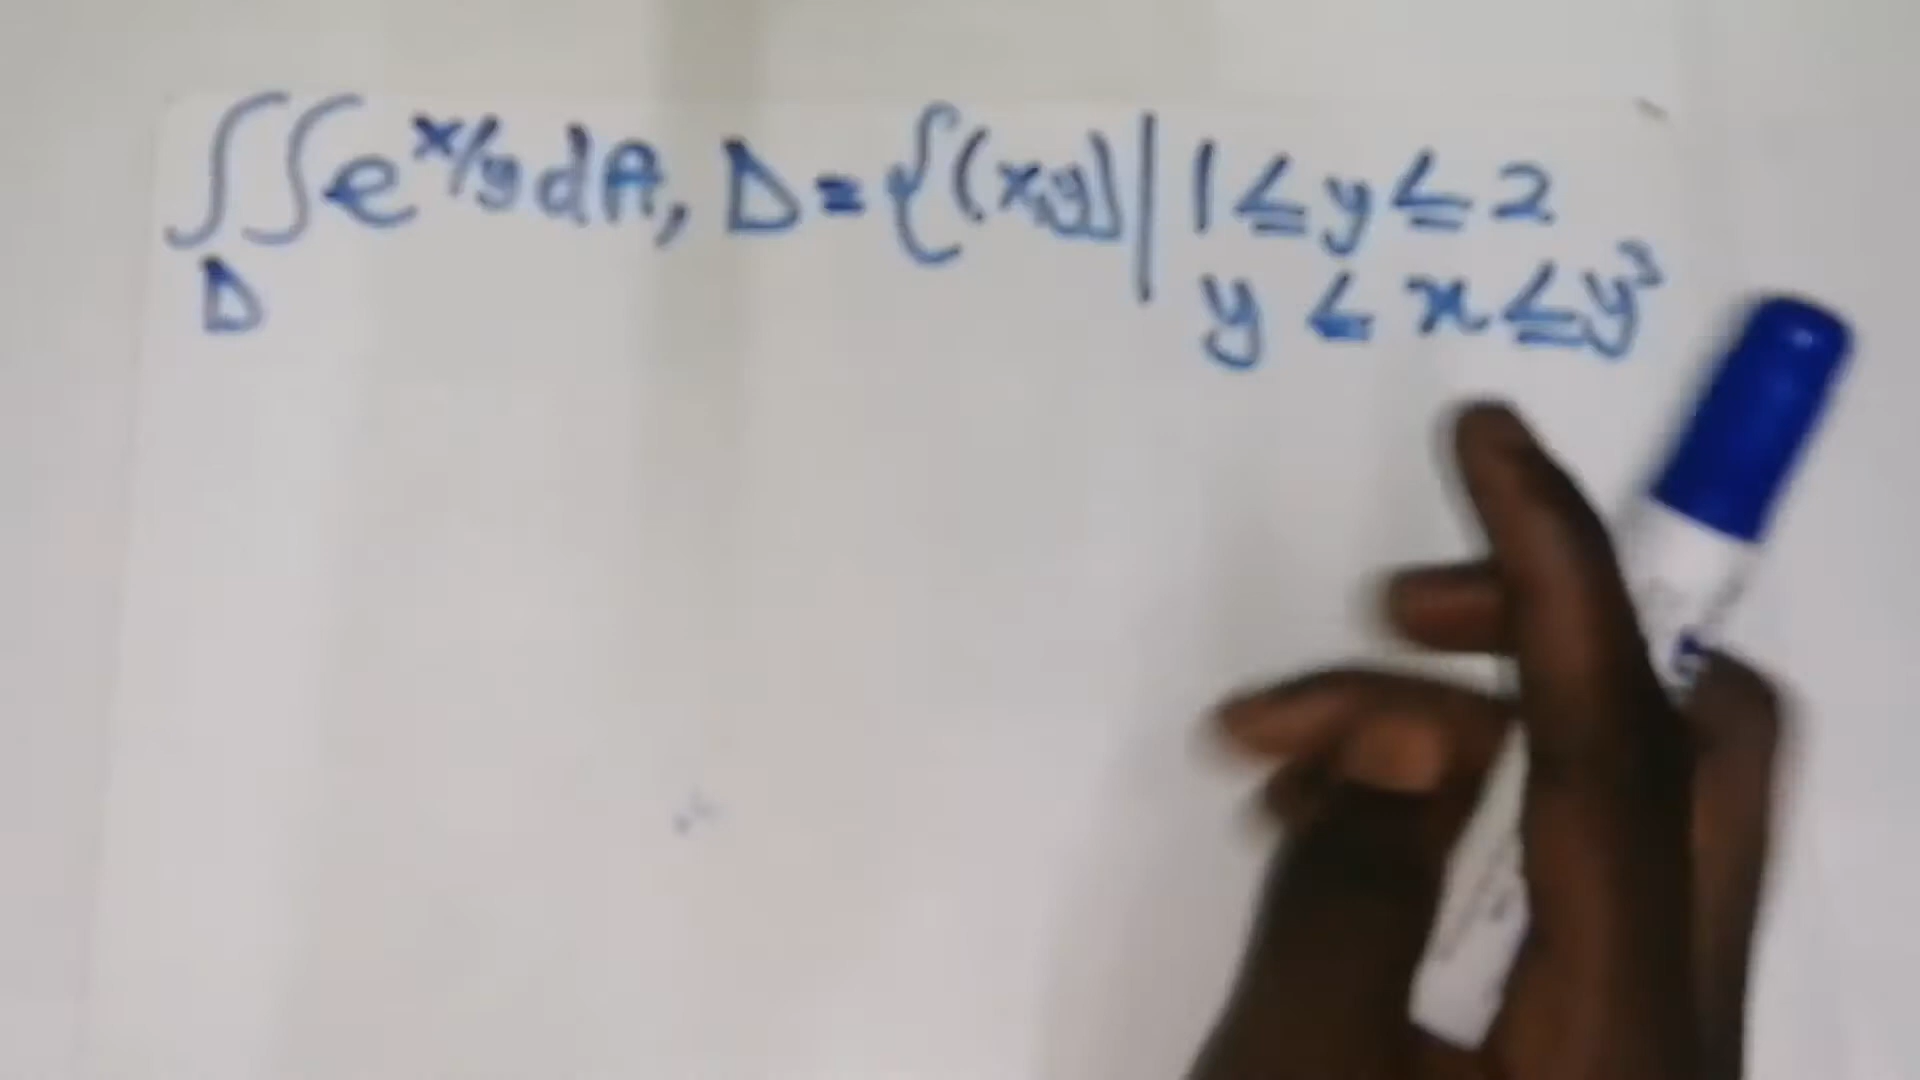 ∬ e^{x/y} dA, D = {(x,y) | 1 ≤ y ≤ 2
D
y ≤ x ≤ y³